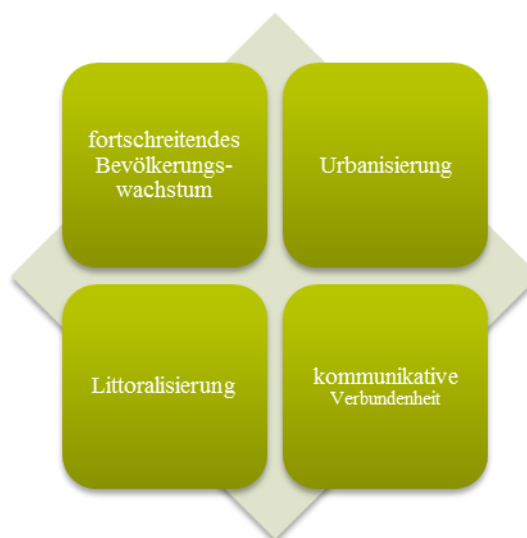 fortschreitendes
Bevölkerungs-
wachstum
Urbanisierung
Littoralisierung
kommunikative
Verbundenheit